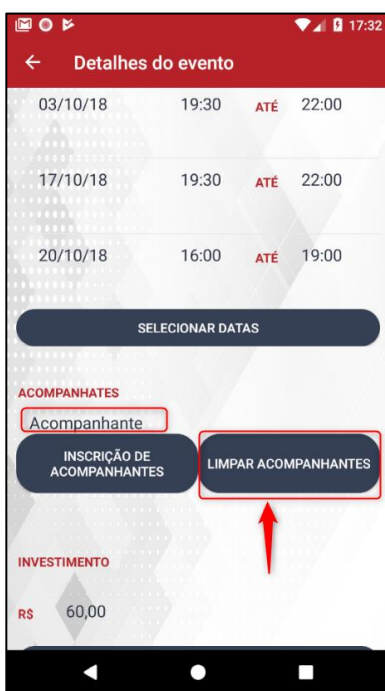 17:32
Detalhes do evento
03/10/18 19:30 ATÉ 22:00
17/10/18 19:30 ATÉ 22:00
20/10/18 16:00 ATÉ 19:00
SELECIONAR DATAS
ACOMPANHATES
Acompanhante
INSCRIÇÃO DE
ACOMPANHANTES
LIMPAR ACOMPANHANTES
INVESTIMENTO
R$ 60,00